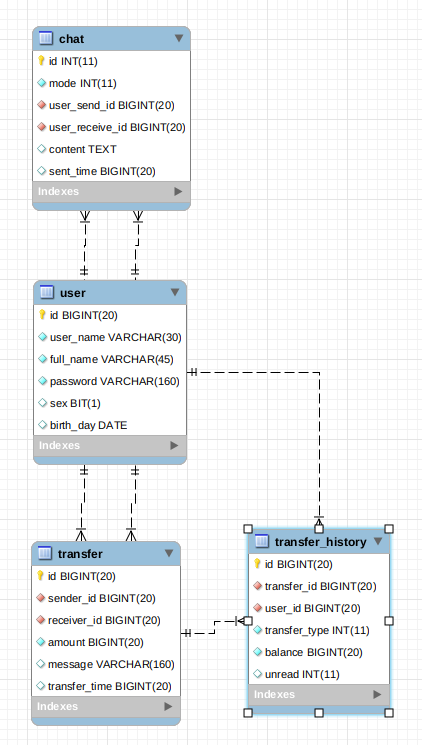 chat
id INT(11)
mode INT(11)
user_send_id BIGINT(20)
user_receive_id BIGINT(20)
content TEXT
sent_time BIGINT(20)
Indexes
user
id BIGINT(20)
user_name VARCHAR(30)
full_name VARCHAR(45)
password VARCHAR(160)
sex BIT(1)
birth_day DATE
Indexes
transfer
id BIGINT(20)
sender_id BIGINT(20)
receiver_id BIGINT(20)
amount BIGINT(20)
message VARCHAR(160)
transfer_time BIGINT(20)
Indexes
transfer_history
id BIGINT(20)
transfer_id BIGINT(20)
user_id BIGINT(20)
transfer_type INT(11)
balance BIGINT(20)
unread INT(11)
Indexes